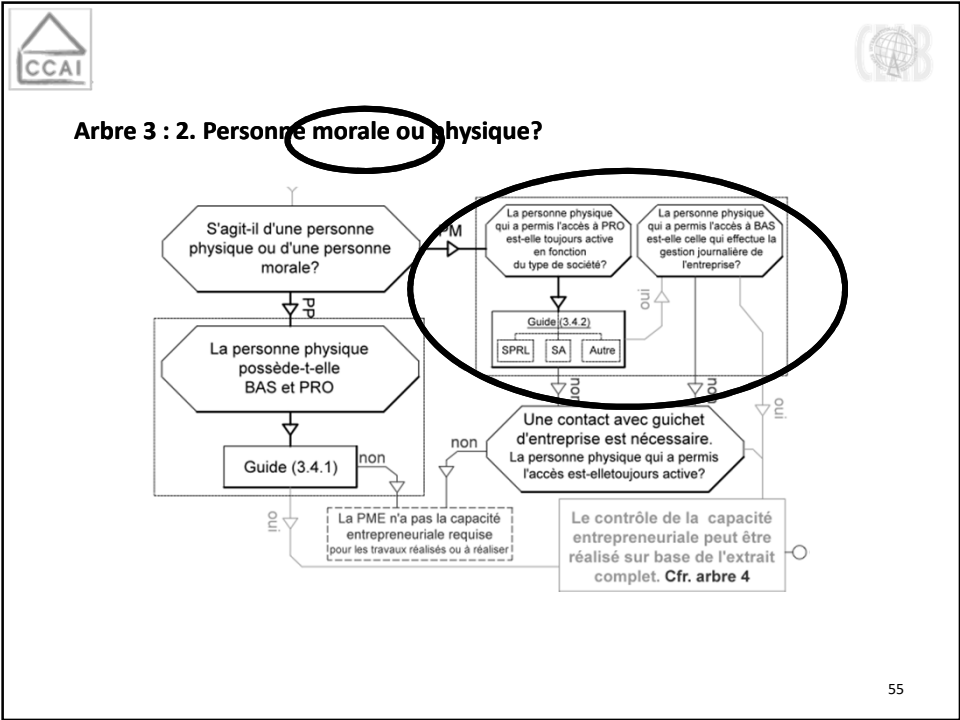 CCAI
CEAB
Arbre 3 : 2. Personne morale ou physique?
S'agit-il d'une personne
physique ou d'une personne
morale?
PM
La personne physique
qui a permis l'accès à PRO
est-elle toujours active
en fonction
du type de société?
La personne physique
qui a permis l'accès à BAS
est-elle celle qui effectue la
gestion journalière de
l'entreprise?
PP
oui
Guide (3.4.2)
SPRL
SA
Autre
La personne physique
possède-t-elle
BAS et PRO
non
non
oui
Une contact avec guichet
d'entreprise est nécessaire.
La personne physique qui a permis
l'accès est-elletoujours active?
non
Guide (3.4.1)
non
oui
La PME n'a pas la capacité
entrepreneuriale requise
pour les travaux réalisés ou à réaliser
Le contrôle de la capacité
entrepreneuriale peut être
réalisé sur base de l'extrait
complet. Cfr. arbre 4
55